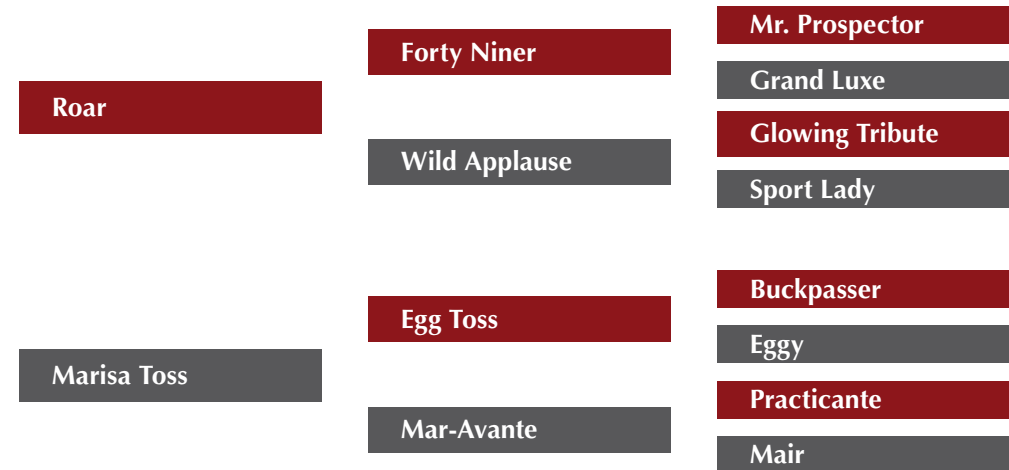 Roar
Forty Niner
Mr. Prospector
Grand Luxe
Wild Applause
Glowing Tribute
Sport Lady
Marisa Toss
Egg Toss
Buckpasser
Eggy
Mar-Avante
Practicante
Mair